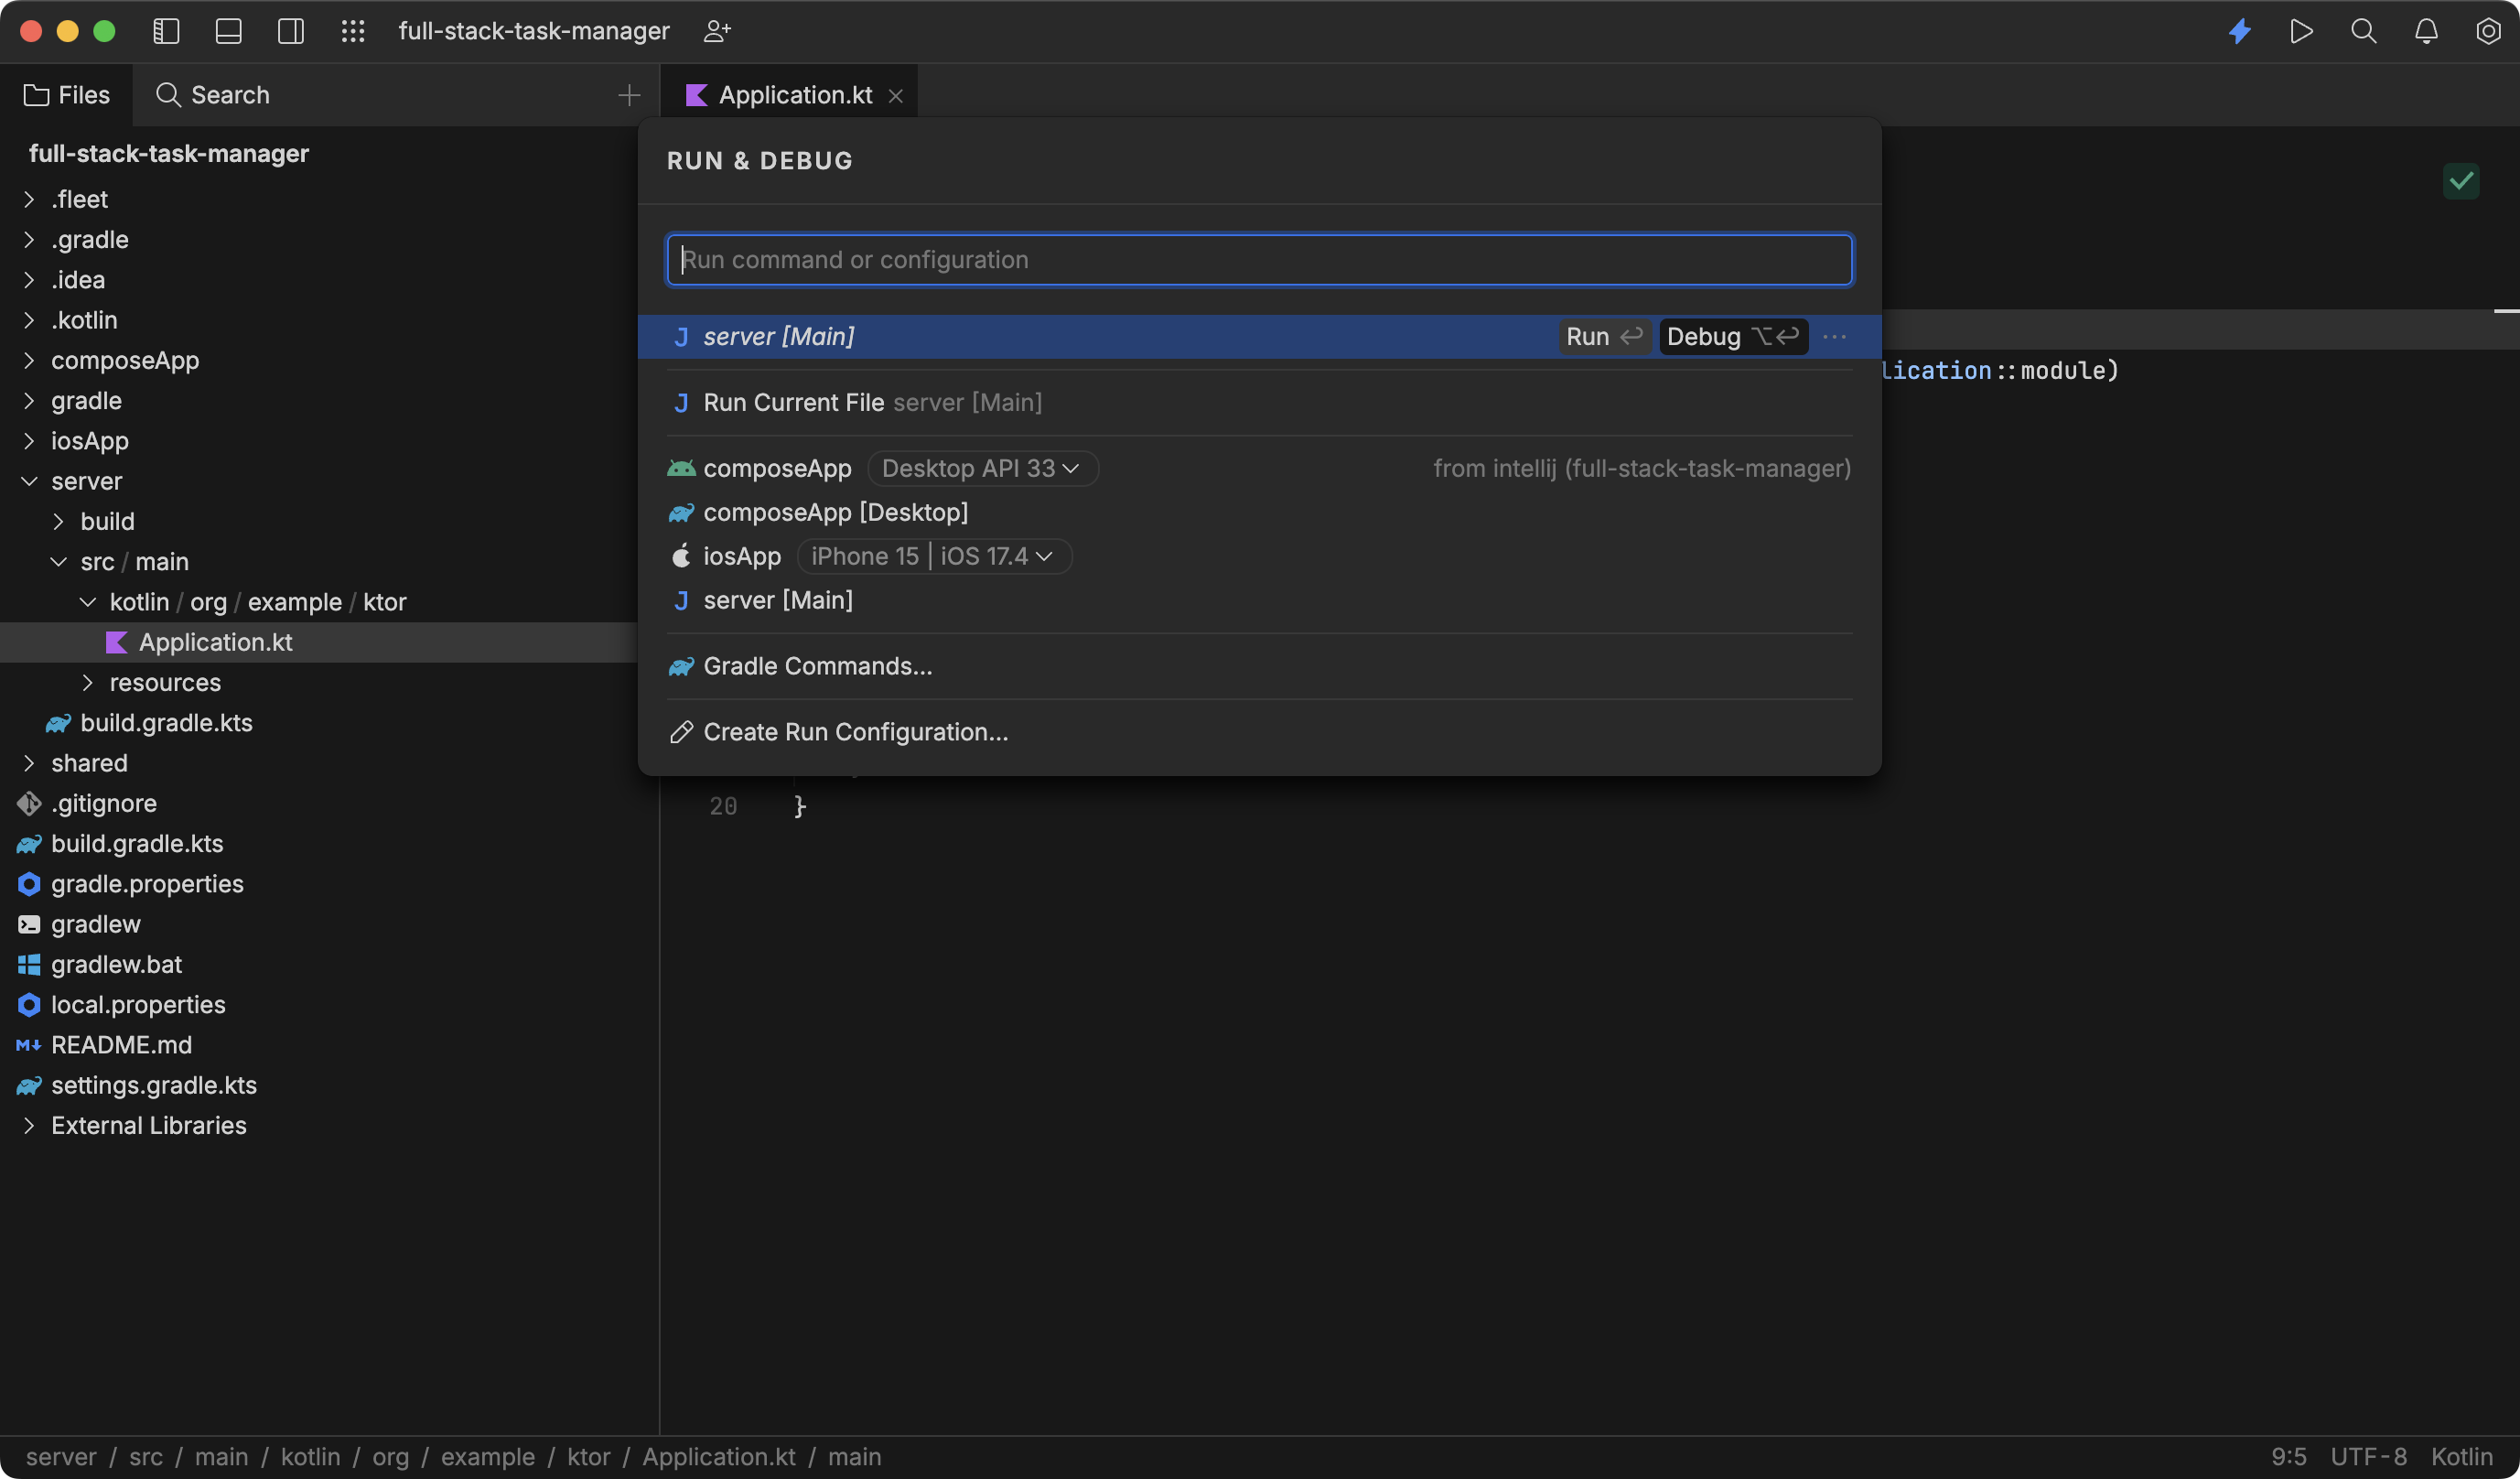 full-stack-task-manager
Files
Search
Application.kt
full-stack-task-manager
.fleet
.gradle
.idea
.kotlin
composeApp
gradle
iosApp
server
build
src / main
kotlin / org / example / ktor
Application.kt
resources
build.gradle.kts
shared
.gitignore
build.gradle.kts
gradle.properties
gradlew
gradlew.bat
local.properties
README.md
settings.gradle.kts
External Libraries
RUN & DEBUG
Run command or configuration
server [Main] Run ↩ Debug ⌥↩ ···
Run Current File server [Main]
composeApp Desktop API 33 from intellij (full-stack-task-manager)
composeApp [Desktop]
iosApp iPhone 15 | iOS 17.4
server [Main]
Gradle Commands...
Create Run Configuration...
lication::module)
20 }
server / src / main / kotlin / org / example / ktor / Application.kt / main
9:5 UTF-8 Kotlin